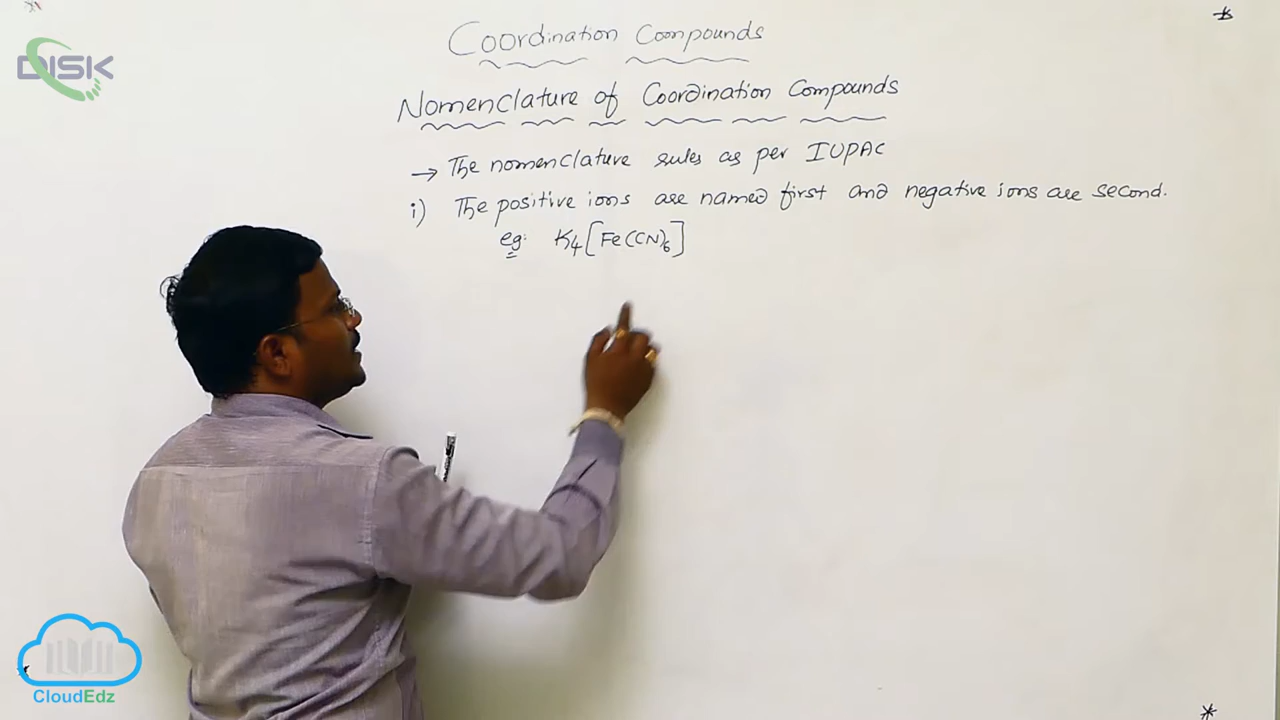 DISK
Coordination Compounds
Nomenclature of Coordination Compounds
→ The nomenclature rules as per IUPAC
i) The positive ions are named first and negative ions are second.
eg: K₄[Fe(CN)₆]
CloudEdz